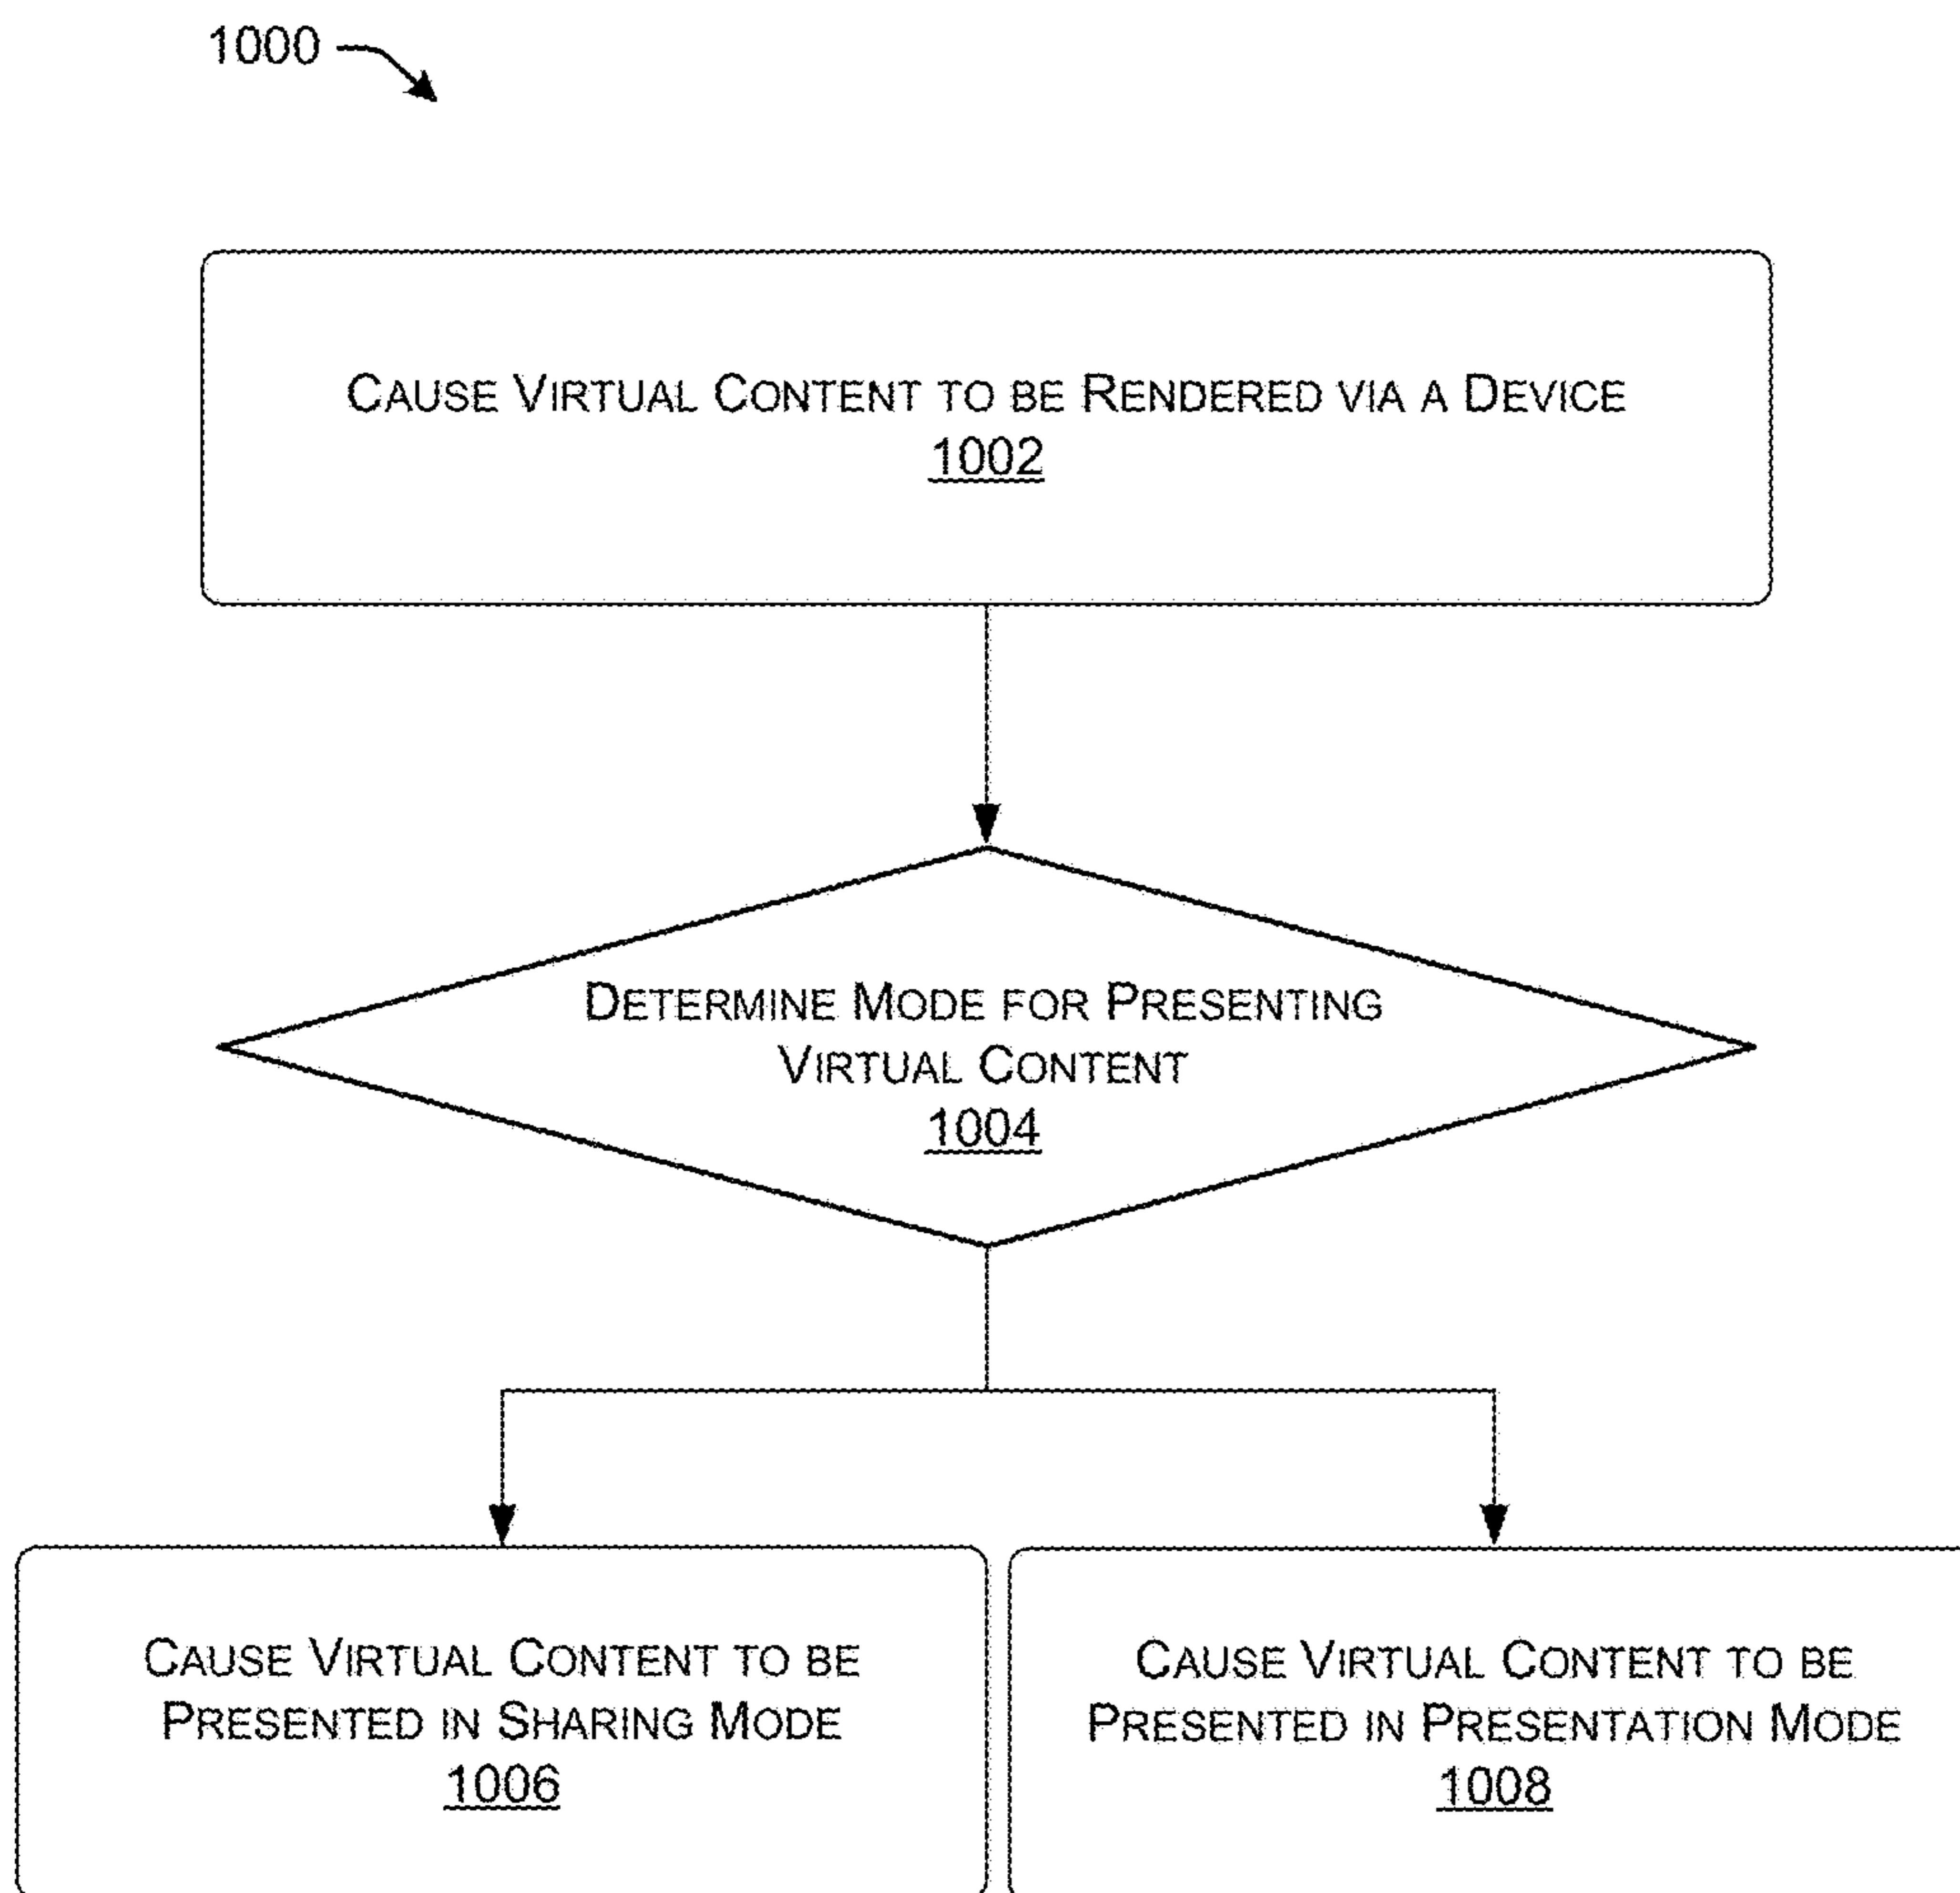 1000
CAUSE VIRTUAL CONTENT TO BE RENDERED VIA A DEVICE
1002
DETERMINE MODE FOR PRESENTING
VIRTUAL CONTENT
1004
CAUSE VIRTUAL CONTENT TO BE
PRESENTED IN SHARING MODE
1006
CAUSE VIRTUAL CONTENT TO BE
PRESENTED IN PRESENTATION MODE
1008